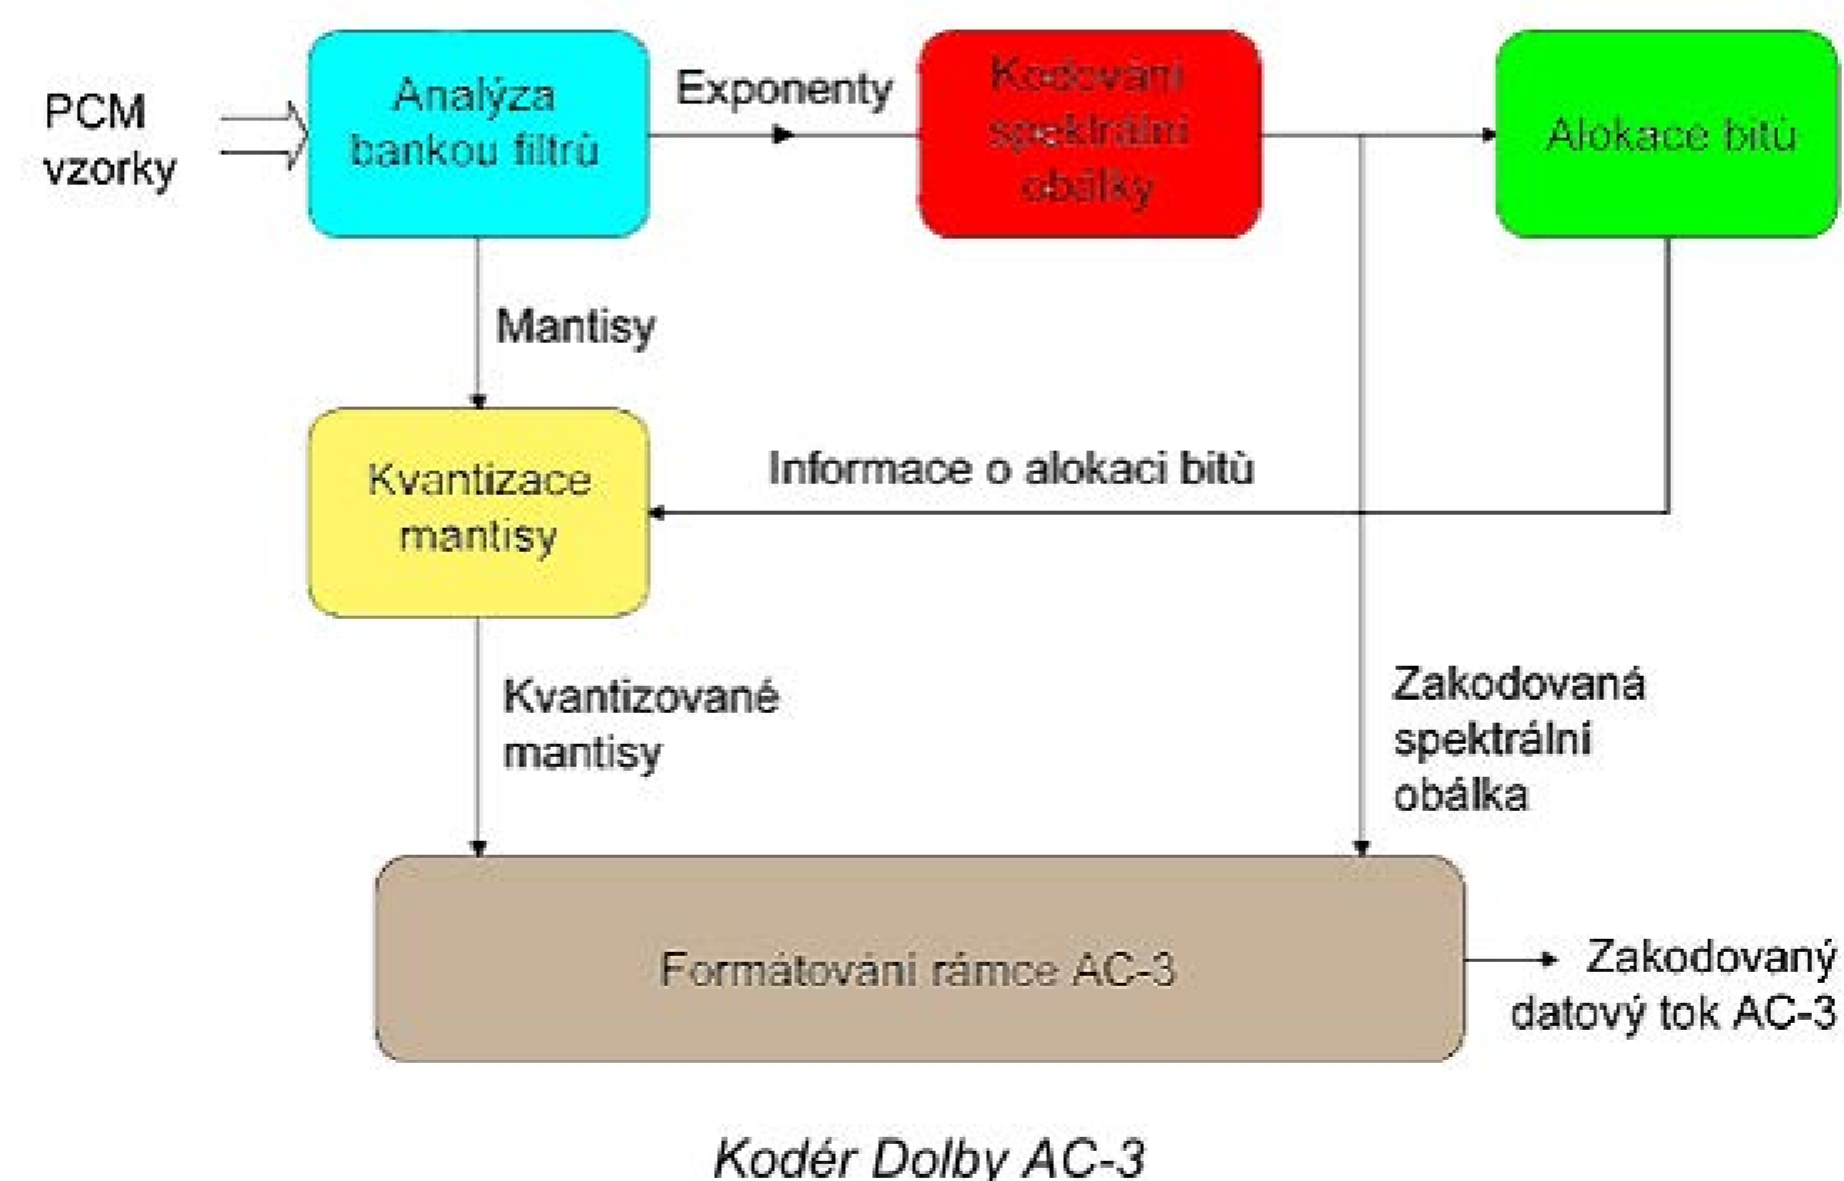 PCM
vzorky
Analýza
bankou filtrů
Exponenty
Kodování
spektrální
obálky
Alokace bitů
Mantisy
Kvantizace
mantisy
Informace o alokaci bitů
Kvantizované
mantisy
Zakodovaná
spektrální
obálka
Formátování rámce AC-3
Zakodovaný
datový tok AC-3
Kodér Dolby AC-3